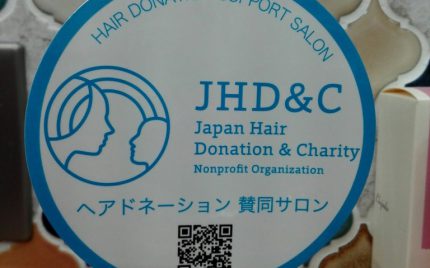 HAIR DONATION SUPPORT SALON
JHD&C
Japan Hair
Donation & Charity
Nonprofit Organization
ヘアドネーション 賛同サロン